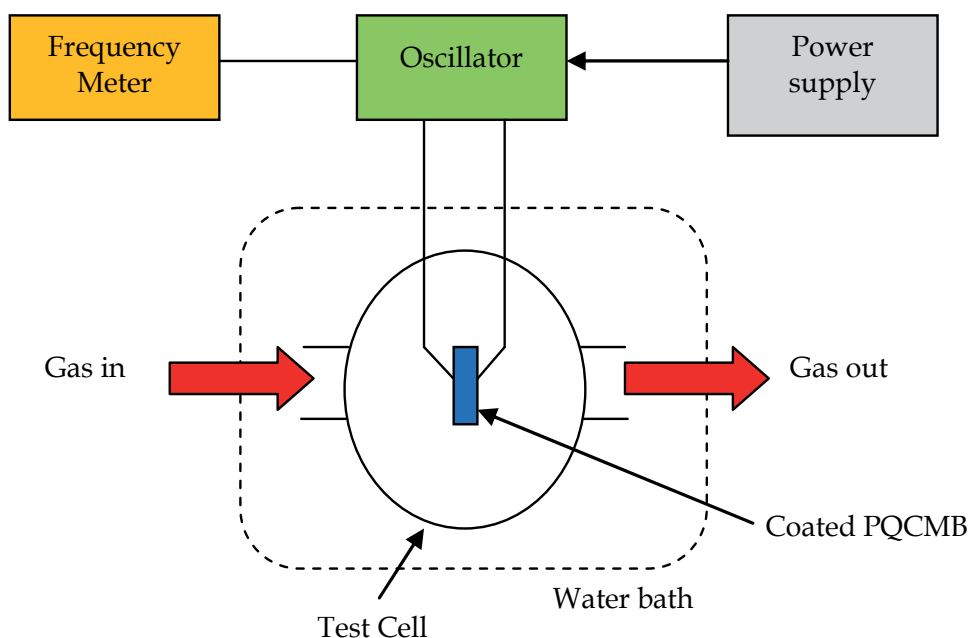 Frequency
Meter
Oscillator
Power
supply
Gas in
Gas out
Coated PQCMB
Water bath
Test Cell